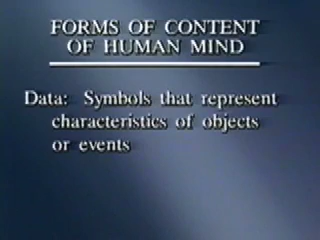 FORMS OF CONTENT
OF HUMAN MIND
Data: Symbols that represent
characteristics of objects
or events